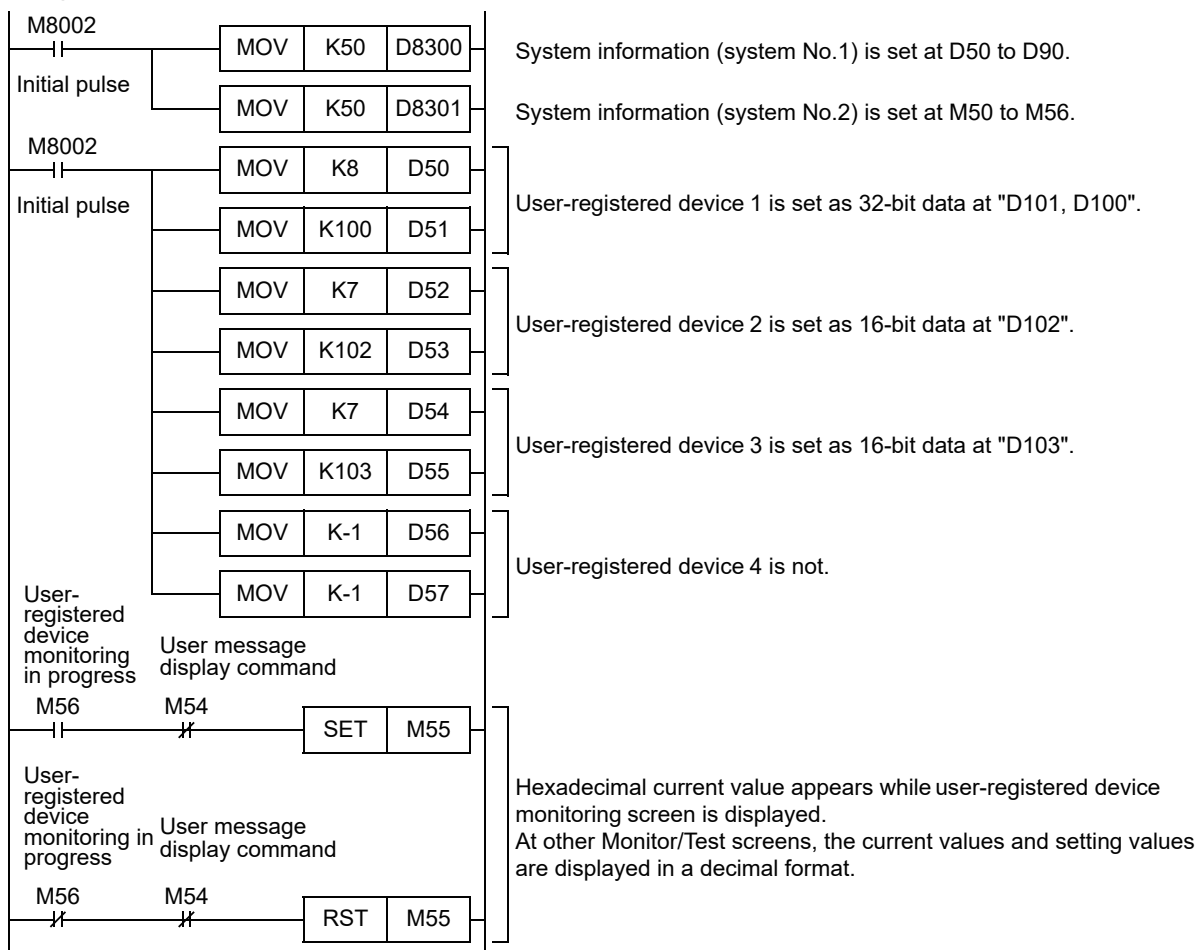 M8002
MOV K50 D8300
System information (system No.1) is set at D50 to D90.
Initial pulse
MOV K50 D8301
System information (system No.2) is set at M50 to M56.
M8002
MOV K8 D50
Initial pulse
User-registered device 1 is set as 32-bit data at "D101, D100".
MOV K100 D51
MOV K7 D52
User-registered device 2 is set as 16-bit data at "D102".
MOV K102 D53
MOV K7 D54
User-registered device 3 is set as 16-bit data at "D103".
MOV K103 D55
MOV K-1 D56
User-registered device 4 is not.
MOV K-1 D57
User-
registered
device
monitoring
in progress
User message
display command
M56 M54
SET M55
User-
registered
device
monitoring in
progress
User message
display command
Hexadecimal current value appears while user-registered device
monitoring screen is displayed.
At other Monitor/Test screens, the current values and setting values
are displayed in a decimal format.
M56 M54
RST M55